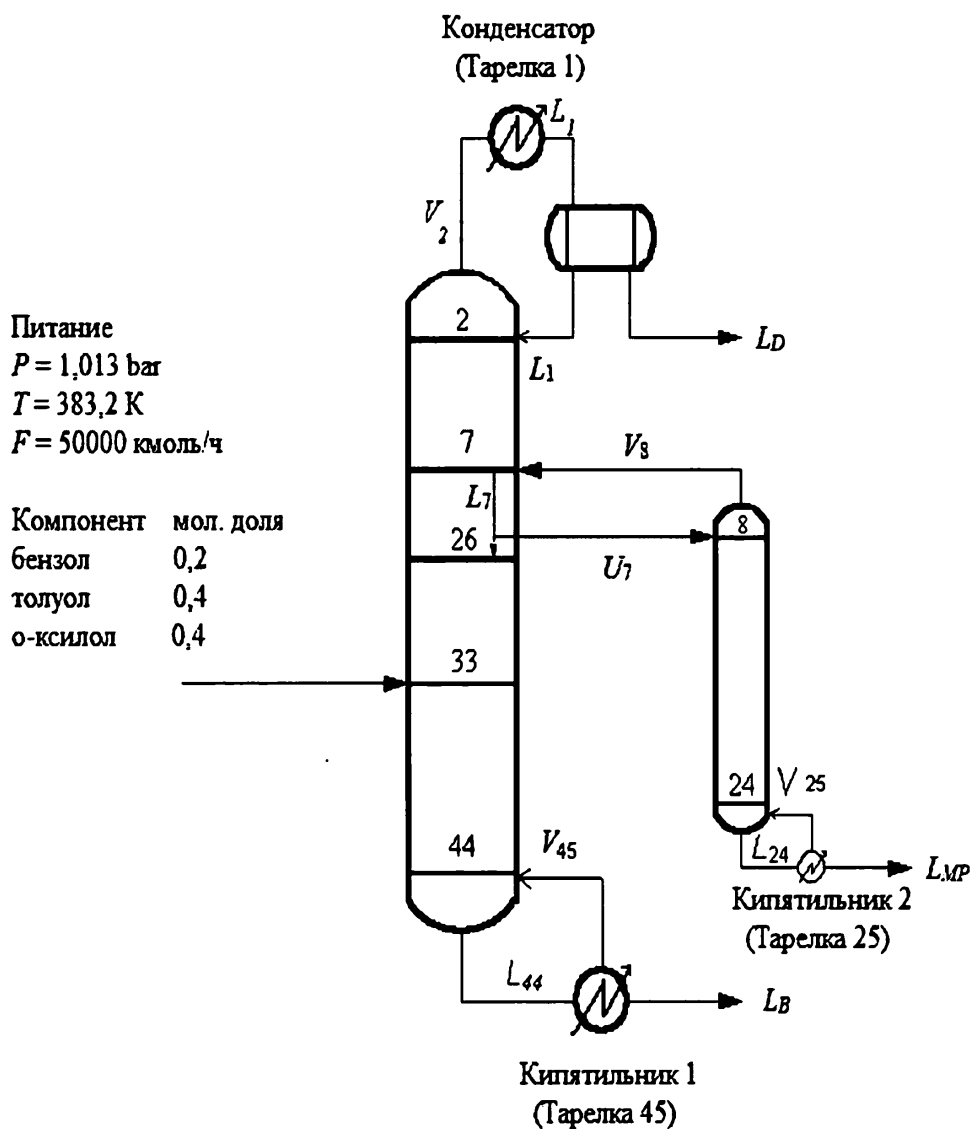 Конденсатор
(Тарелка 1)
L1
V2
2
Питание
P = 1,013 bar
T = 383,2 K
F = 50000 кмоль/ч
LD
L1
7
V8
L7
Компонент мол. доля
бензол 0,2
толуол 0,4
о-ксилол 0,4
26
8
U7
33
24
V 25
44
V45
L24
LMP
Кипятильник 2
(Тарелка 25)
L44
LB
Кипятильник 1
(Тарелка 45)